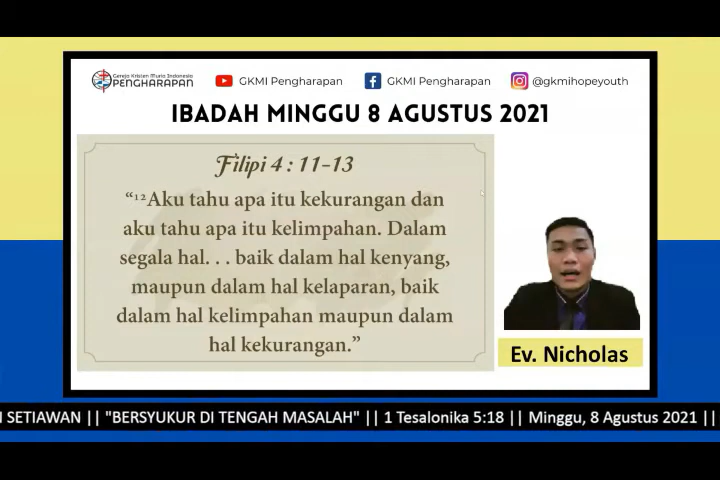 Gereja Kristen Muria Indonesia
PENGHARAPAN
GKMI Pengharapan
GKMI Pengharapan
@gkmihopeyouth
IBADAH MINGGU 8 AGUSTUS 2021
Filipi 4 : 11-13
“¹²Aku tahu apa itu kekurangan dan
aku tahu apa itu kelimpahan. Dalam
segala hal. . . baik dalam hal kenyang,
maupun dalam hal kelaparan, baik
dalam hal kelimpahan maupun dalam
hal kekurangan.”
Ev. Nicholas
SETIAWAN || "BERSYUKUR DI TENGAH MASALAH" || 1 Tesalonika 5:18 || Minggu, 8 Agustus 2021 ||